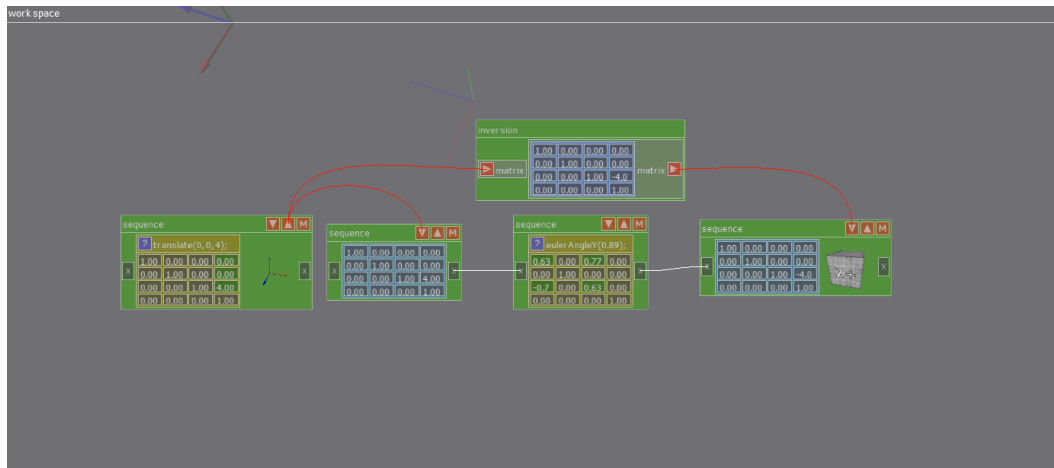 work space
inversion
1.00 0.00 0.00 0.00
0.00 1.00 0.00 0.00
0.00 0.00 1.00 -4.0
0.00 0.00 0.00 1.00
matrix
matrix
sequence
M
? translate(0, 0, 4);
1.00 0.00 0.00 0.00
0.00 1.00 0.00 0.00
0.00 0.00 1.00 4.00
0.00 0.00 0.00 1.00
x
x
sequence
M
1.00 0.00 0.00 0.00
0.00 1.00 0.00 0.00
0.00 0.00 1.00 4.00
0.00 0.00 0.00 1.00
x
sequence
M
? eulerAngleY(0.89);
0.63 0.00 0.77 0.00
0.00 1.00 0.00 0.00
-0.7 0.00 0.63 0.00
0.00 0.00 0.00 1.00
x
x
sequence
M
1.00 0.00 0.00 0.00
0.00 1.00 0.00 0.00
0.00 0.00 1.00 -4.0
0.00 0.00 0.00 1.00
x
x